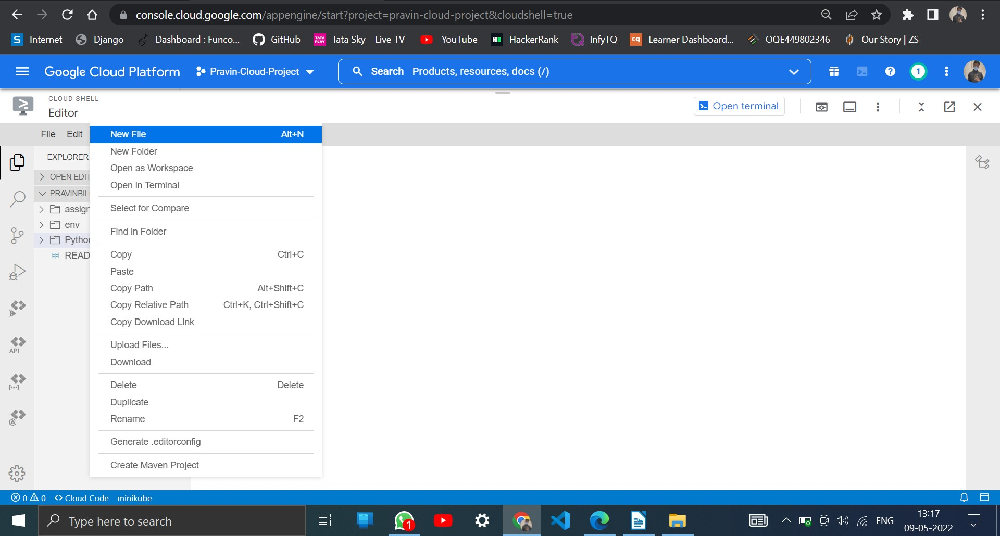 console.cloud.google.com/appengine/start?project=pravin-cloud-project&cloudshell=true
S Internet Django Dashboard : Funco... GitHub TATA PLAY Tata Sky – Live TV YouTube H HackerRank InfyTQ cq Learner Dashboard... OQE449802346 Our Story | ZS
Google Cloud Platform Pravin-Cloud-Project Search Products, resources, docs (/) ? 1
CLOUD SHELL
Editor
Open terminal
File Edit
EXPLORER
OPEN EDIT
PRAVINBIL
assign
env
Python
READ
New File Alt+N
New Folder
Open as Workspace
Open in Terminal
Select for Compare
Find in Folder
Copy Ctrl+C
Paste
Copy Path Alt+Shift+C
Copy Relative Path Ctrl+K, Ctrl+Shift+C
Copy Download Link
Upload Files...
Download
Delete Delete
Duplicate
Rename F2
Generate .editorconfig
Create Maven Project
API
0 0 <> Cloud Code minikube
Type here to search
1
ENG
13:17
09-05-2022